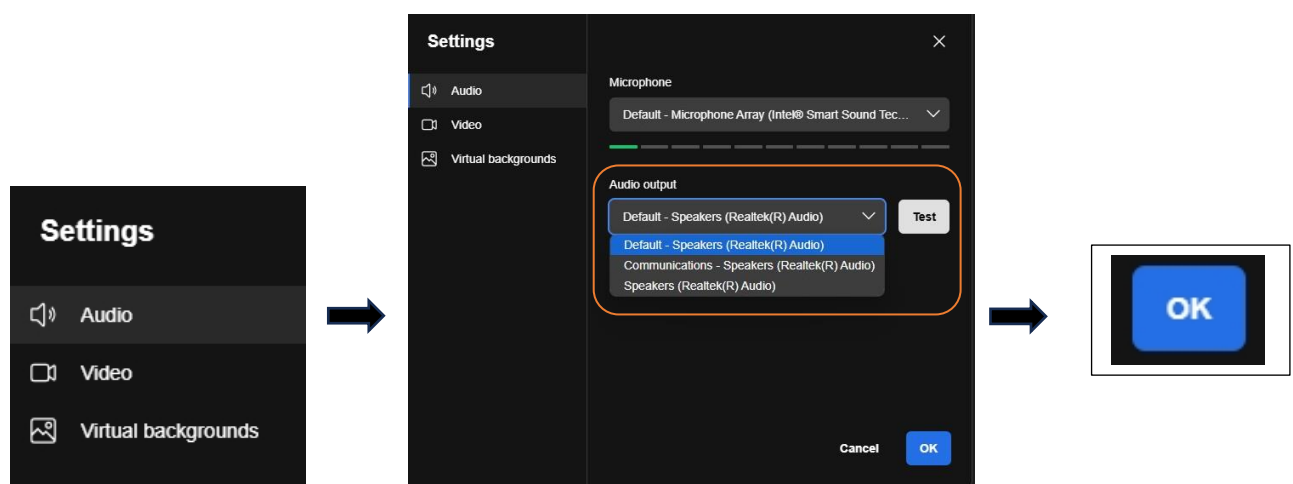 Settings
Audio
Video
Virtual backgrounds
Settings
Audio
Video
Virtual backgrounds
Microphone
Default - Microphone Array (Intel® Smart Sound Tec...
Audio output
Default - Speakers (Realtek(R) Audio)
Test
Default - Speakers (Realtek(R) Audio)
Communications - Speakers (Realtek(R) Audio)
Speakers (Realtek(R) Audio)
Cancel
OK
OK